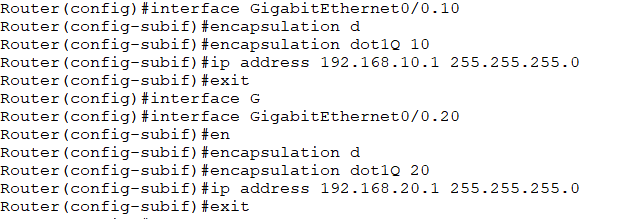 Router(config)#interface GigabitEthernet0/0.10
Router(config-subif)#encapsulation d
Router(config-subif)#encapsulation dot1Q 10
Router(config-subif)#ip address 192.168.10.1 255.255.255.0
Router(config-subif)#exit
Router(config)#interface G
Router(config)#interface GigabitEthernet0/0.20
Router(config-subif)#en
Router(config-subif)#encapsulation d
Router(config-subif)#encapsulation dot1Q 20
Router(config-subif)#ip address 192.168.20.1 255.255.255.0
Router(config-subif)#exit